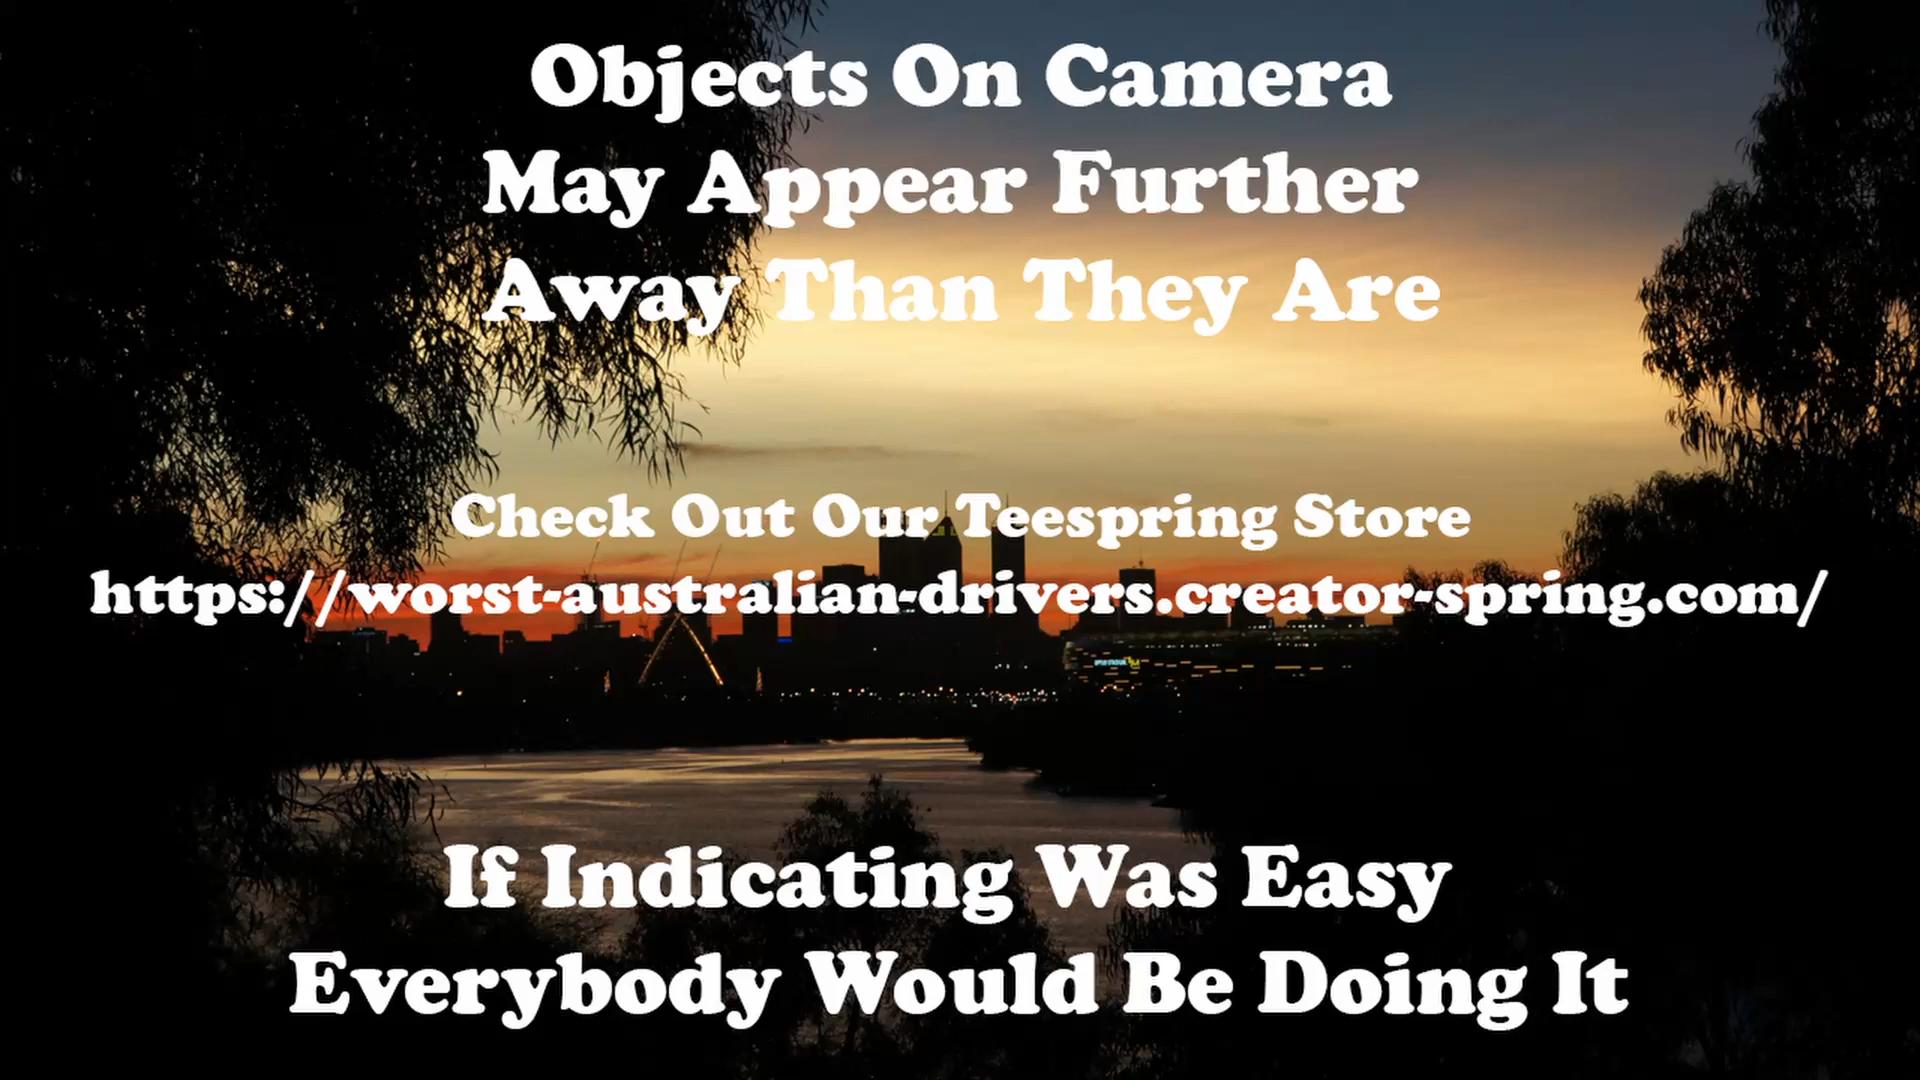 Objects On Camera
May Appear Further
Away Than They Are
Check Out Our Teespring Store
https://worst-australian-drivers.creator-spring.com/
If Indicating Was Easy
Everybody Would Be Doing It